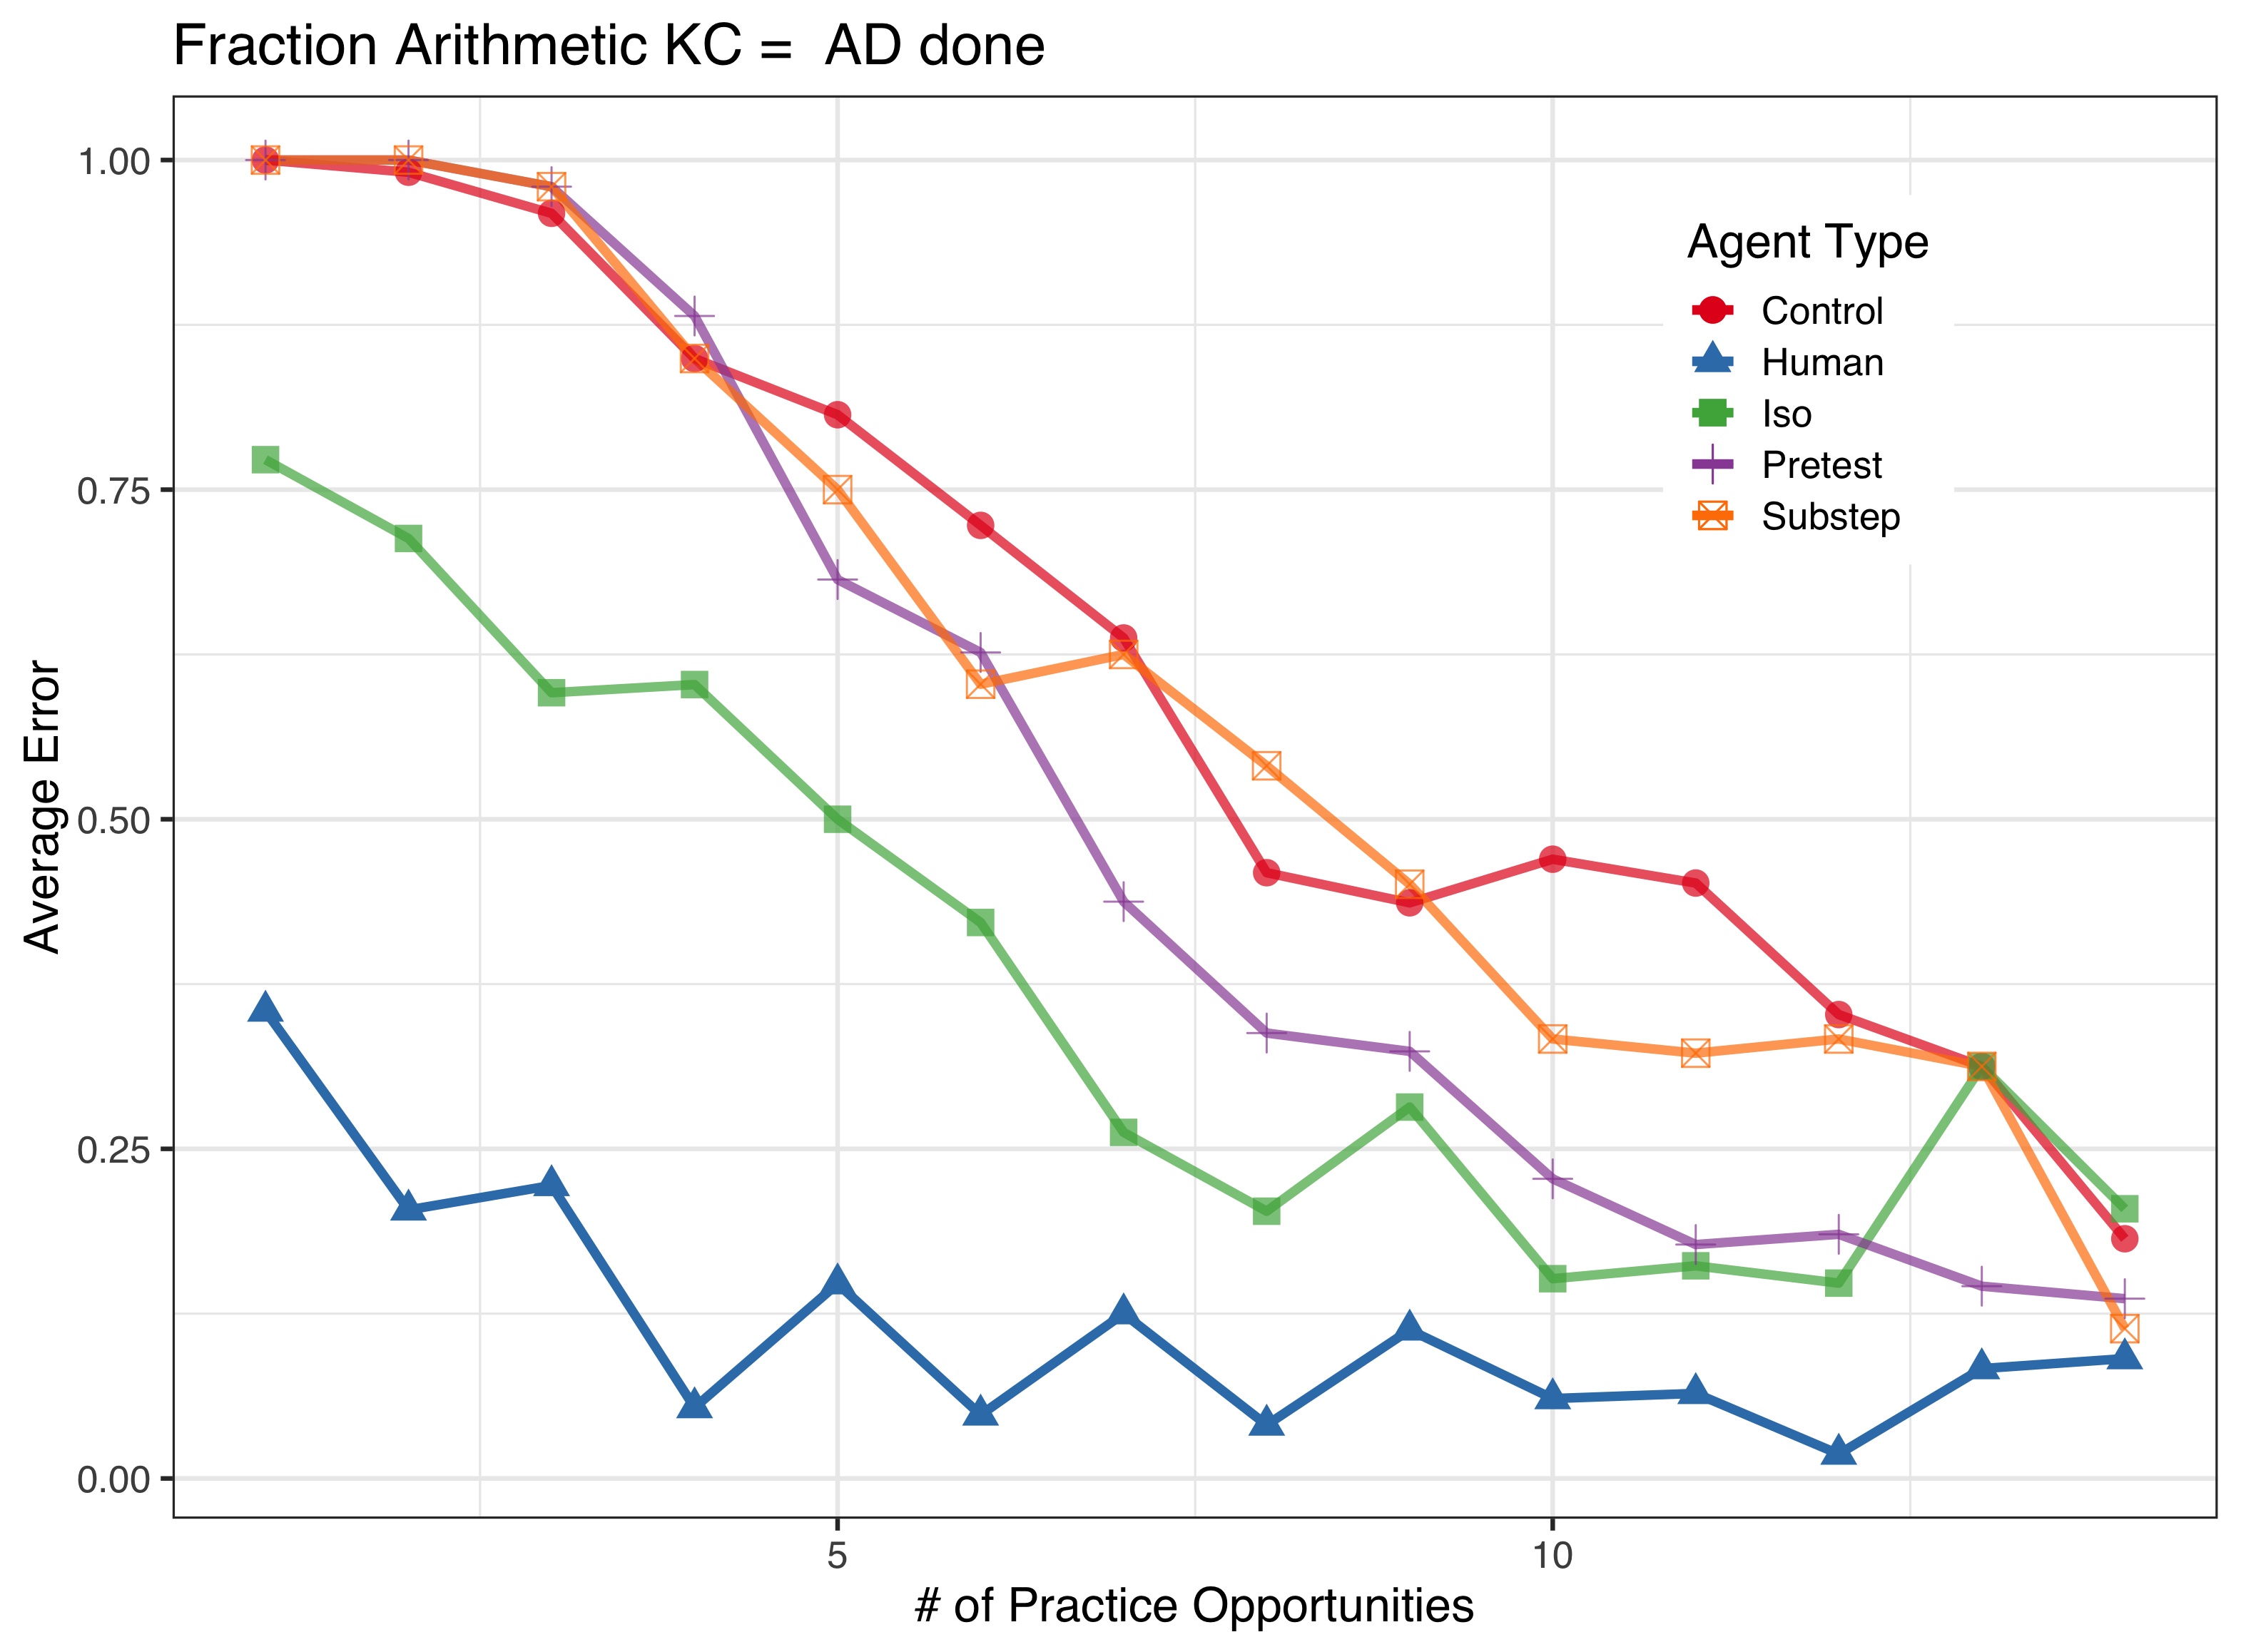 Fraction Arithmetic KC =  AD done
Average Error
1.00
0.75
0.50
0.25
0.00
Agent Type
Control
Human
Iso
Pretest
Substep
5
10
# of Practice Opportunities